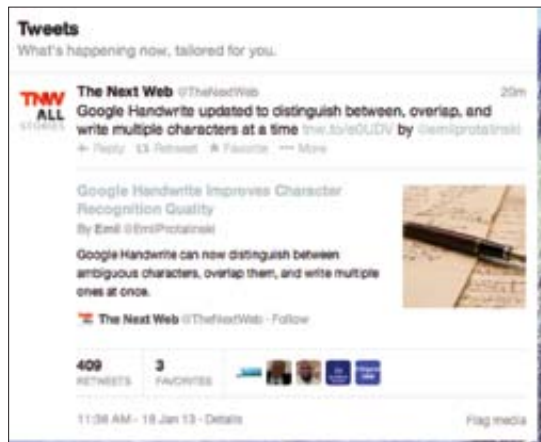 Tweets
What's happening now, tailored for you.
TNW
ALL
STORIES
The Next Web @TheNextWeb 20m
Google Handwrite updated to distinguish between, overlap, and
write multiple characters at a time tnw.to/e0UDV by @emilprotalinski
Reply Retweet Favorite More
Google Handwrite Improves Character
Recognition Quality
By Emil @EmilProtalinski
Google Handwrite can now distinguish between
ambiguous characters, overlap them, and write multiple
ones at once.
The Next Web @TheNextWeb · Follow
409
RETWEETS
3
FAVORITES
11:38 AM - 18 Jan 13 · Details
Flag media